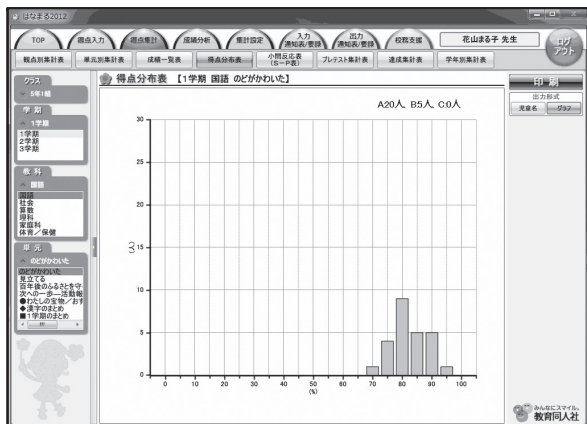 はなまる2012
TOP
得点入力
得点集計
成績分析
集計設定
入力
通知表/要録
出力
通知表/要録
校務支援
花山まる子 先生
ログ
アウト
観点別集計表
単元別集計表
成績一覧表
得点分布表
小問反応表
(S-P表)
プレテスト集計表
達成集計表
学年別集計表
クラス
5年1組
学期
1学期
1学期
2学期
3学期
教科
国語
国語
社会
算数
理科
家庭科
体育/保健
単元
のどがかわいた
のどがかわいた
見立てる
百年後のふるさとを守
次への一歩―活動報
●わたしの宝物/おす
◆漢字のまとめ
■1学期のまとめ
得点分布表 【1学期 国語 のどがかわいた】
A20人 B5人 C:0人
30
25
20
(人)
15
10
5
0
0 10 20 30 40 50 60 70 80 90 100
(%)
印刷
出力形式
児童名
グラフ
みんなにスマイル。
教育同人社